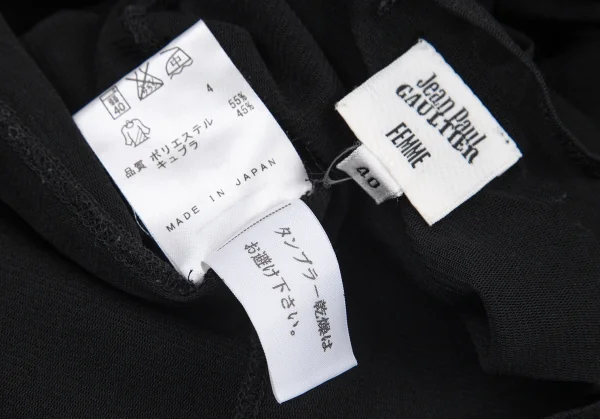 40
4
55%
45%
品質 ポリエステル
キュプラ
MADE IN JAPAN
タンブラー乾燥は
お避け下さい。
Jean Paul
GAULTIER
FEMME
40